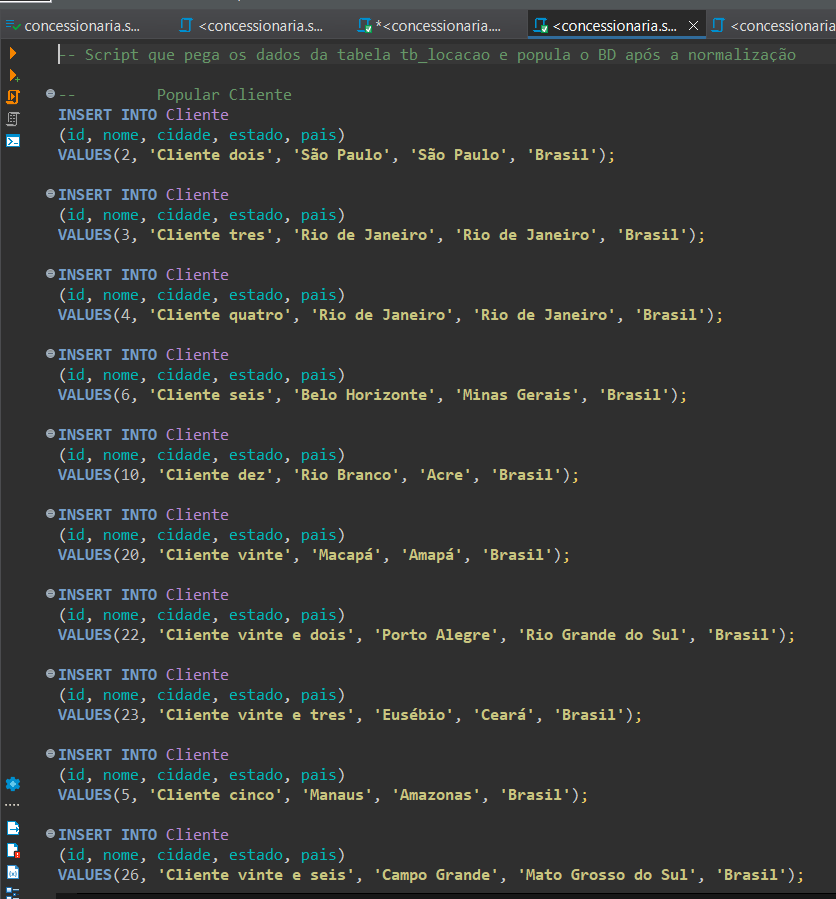 concessionaria.s...
<concessionaria.s...
*<concessionaria....
<concessionaria.s...
<concessionaria
-- Script que pega os dados da tabela tb_locacao e popula o BD após a normalização
-- Popular Cliente
INSERT INTO Cliente
(id, nome, cidade, estado, pais)
VALUES(2, 'Cliente dois', 'São Paulo', 'São Paulo', 'Brasil');
INSERT INTO Cliente
(id, nome, cidade, estado, pais)
VALUES(3, 'Cliente tres', 'Rio de Janeiro', 'Rio de Janeiro', 'Brasil');
INSERT INTO Cliente
(id, nome, cidade, estado, pais)
VALUES(4, 'Cliente quatro', 'Rio de Janeiro', 'Rio de Janeiro', 'Brasil');
INSERT INTO Cliente
(id, nome, cidade, estado, pais)
VALUES(6, 'Cliente seis', 'Belo Horizonte', 'Minas Gerais', 'Brasil');
INSERT INTO Cliente
(id, nome, cidade, estado, pais)
VALUES(10, 'Cliente dez', 'Rio Branco', 'Acre', 'Brasil');
INSERT INTO Cliente
(id, nome, cidade, estado, pais)
VALUES(20, 'Cliente vinte', 'Macapá', 'Amapá', 'Brasil');
INSERT INTO Cliente
(id, nome, cidade, estado, pais)
VALUES(22, 'Cliente vinte e dois', 'Porto Alegre', 'Rio Grande do Sul', 'Brasil');
INSERT INTO Cliente
(id, nome, cidade, estado, pais)
VALUES(23, 'Cliente vinte e tres', 'Eusébio', 'Ceará', 'Brasil');
INSERT INTO Cliente
(id, nome, cidade, estado, pais)
VALUES(5, 'Cliente cinco', 'Manaus', 'Amazonas', 'Brasil');
INSERT INTO Cliente
(id, nome, cidade, estado, pais)
VALUES(26, 'Cliente vinte e seis', 'Campo Grande', 'Mato Grosso do Sul', 'Brasil');